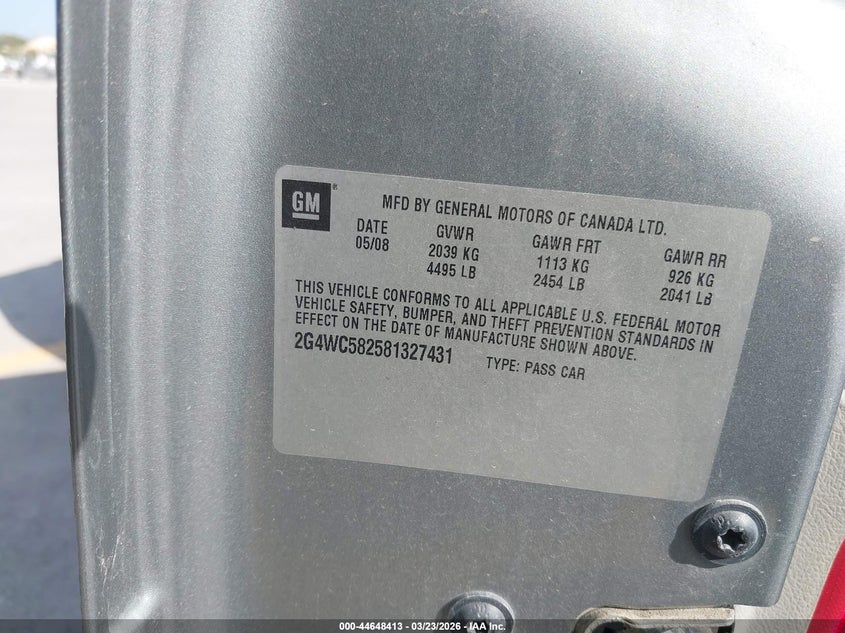 GM ®
MFD BY GENERAL MOTORS OF CANADA LTD.
DATE GVWR GAWR FRT GAWR RR
05/08 2039 KG 1113 KG 926 KG
4495 LB 2454 LB 2041 LB
THIS VEHICLE CONFORMS TO ALL APPLICABLE U.S. FEDERAL MOTOR
VEHICLE SAFETY, BUMPER, AND THEFT PREVENTION STANDARDS IN
EFFECT ON THE DATE OF MANUFACTURE SHOWN ABOVE.
2G4WC582581327431 TYPE: PASS CAR
000-44648413 - 03/23/2026 - IAA Inc.